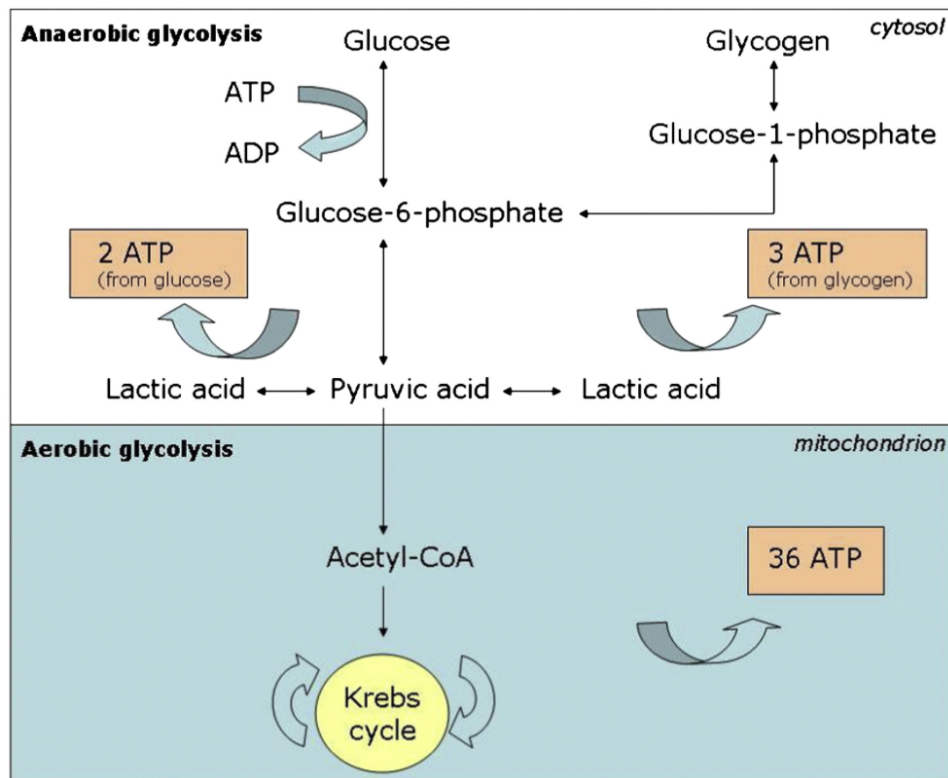 Anaerobic glycolysis
cytosol
Glucose
Glycogen
ATP
ADP
Glucose-1-phosphate
Glucose-6-phosphate
2 ATP
(from glucose)
3 ATP
(from glycogen)
Lactic acid
Pyruvic acid
Lactic acid
Aerobic glycolysis
mitochondrion
Acetyl-CoA
36 ATP
Krebs
cycle